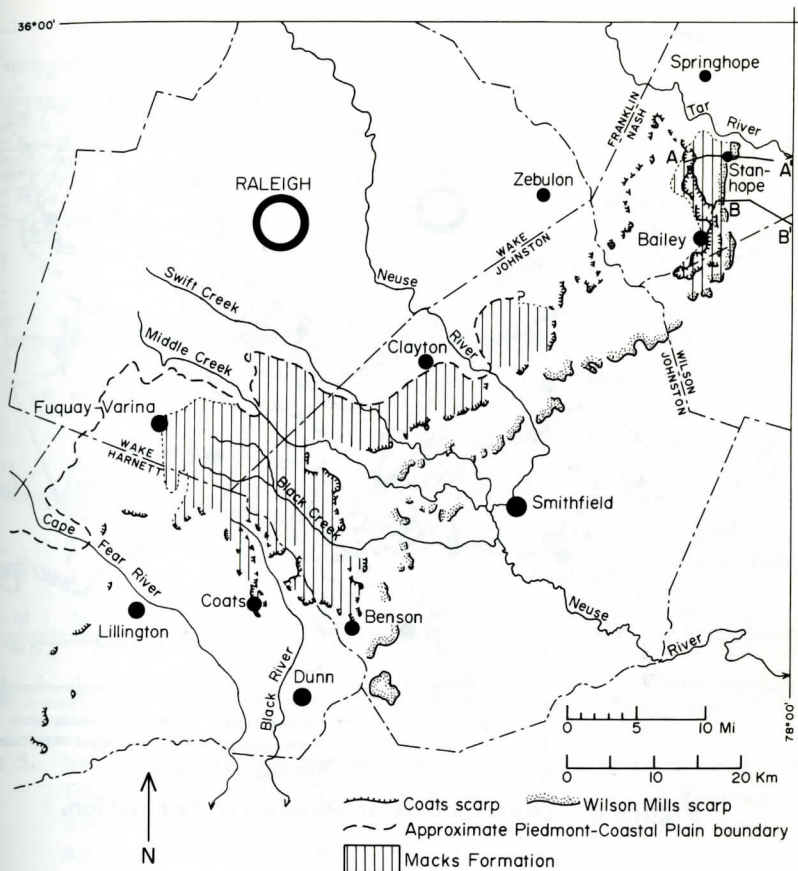 36°00'
Springhope
Tar
River
FRANKLIN
NASH
A
A'
Stan-
hope
RALEIGH
Zebulon
B
B'
Bailey
WAKE
JOHNSTON
Neuse
River
Swift Creek
Middle Creek
Clayton
?
WILSON
JOHNSTON
Fuquay-Varina
WAKE
HARNETT
Black Creek
Smithfield
Cape
Fear River
Coats
Lillington
Benson
Neuse
River
Black River
Dunn
0 5 10 Mi
78°00'
0 10 20 Km
Coats scarp
Wilson Mills scarp
Approximate Piedmont-Coastal Plain boundary
Macks Formation
N